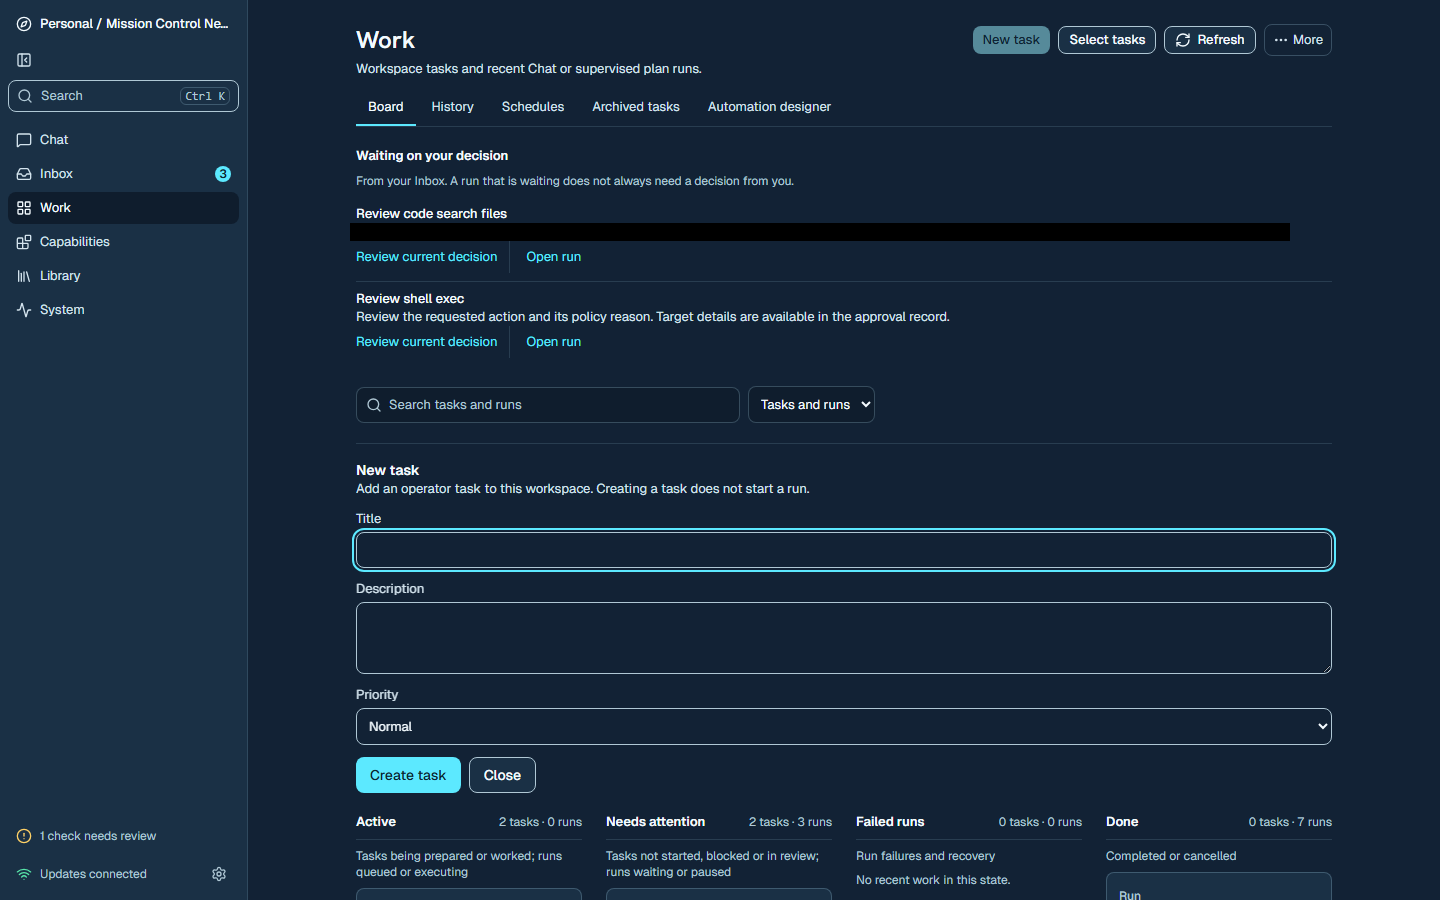 Personal / Mission Control Ne...
Search
Ctrl K
Chat
Inbox
3
Work
Capabilities
Library
System
1 check needs review
Updates connected
Work
New task
Select tasks
Refresh
More
Workspace tasks and recent Chat or supervised plan runs.
Board
History
Schedules
Archived tasks
Automation designer
Waiting on your decision
From your Inbox. A run that is waiting does not always need a decision from you.
Review code search files
Review current decision
Open run
Review shell exec
Review the requested action and its policy reason. Target details are available in the approval record.
Review current decision
Open run
Search tasks and runs
Tasks and runs
New task
Add an operator task to this workspace. Creating a task does not start a run.
Title
Description
Priority
Normal
Create task
Close
Active
2 tasks · 0 runs
Tasks being prepared or worked; runs
queued or executing
Needs attention
2 tasks · 3 runs
Tasks not started, blocked or in review;
runs waiting or paused
Failed runs
0 tasks · 0 runs
Run failures and recovery
No recent work in this state.
Done
0 tasks · 7 runs
Completed or cancelled
Run